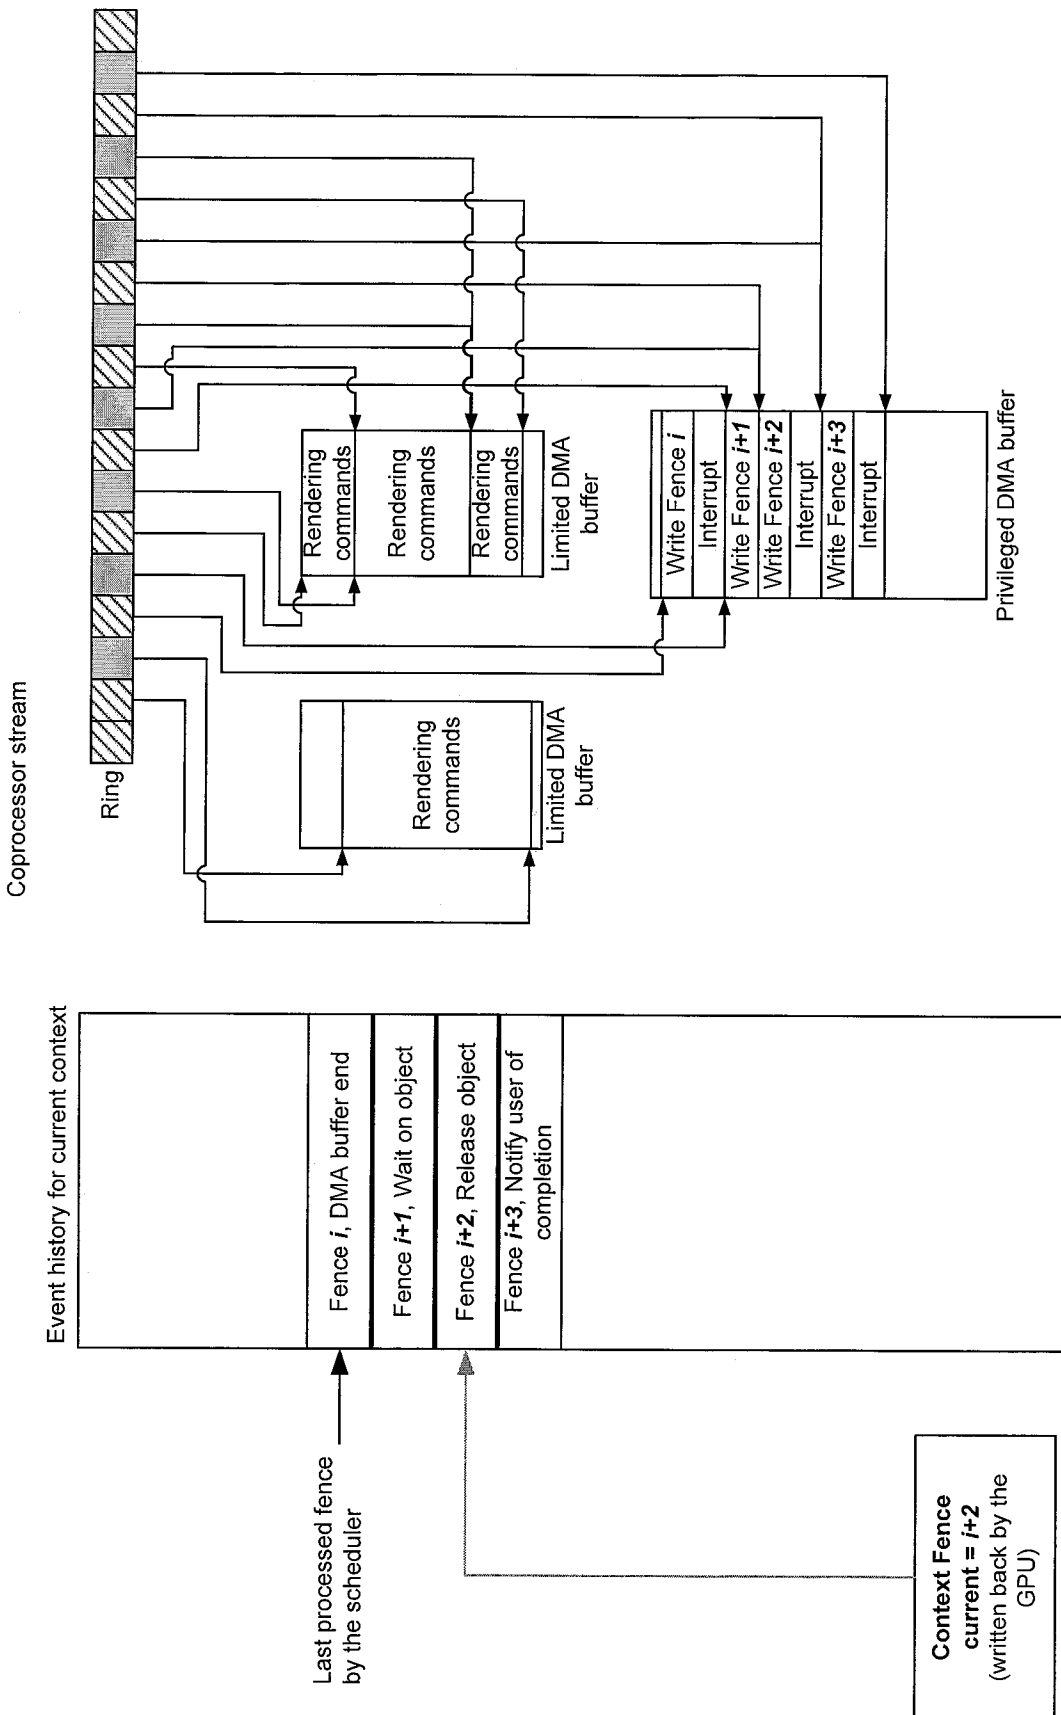 Coprocessor stream
Ring
Rendering
commands
Limited DMA
buffer
Rendering
commands
Rendering
commands
Rendering
commands
Limited DMA
buffer
Write Fence i
Interrupt
Write Fence i+1
Write Fence i+2
Interrupt
Write Fence i+3
Interrupt
Privileged DMA buffer
Event history for current context
Fence i, DMA buffer end
Fence i+1, Wait on object
Fence i+2, Release object
Fence i+3, Notify user of
completion
Last processed fence
by the scheduler
Context Fence
current = i+2
(written back by the
GPU)